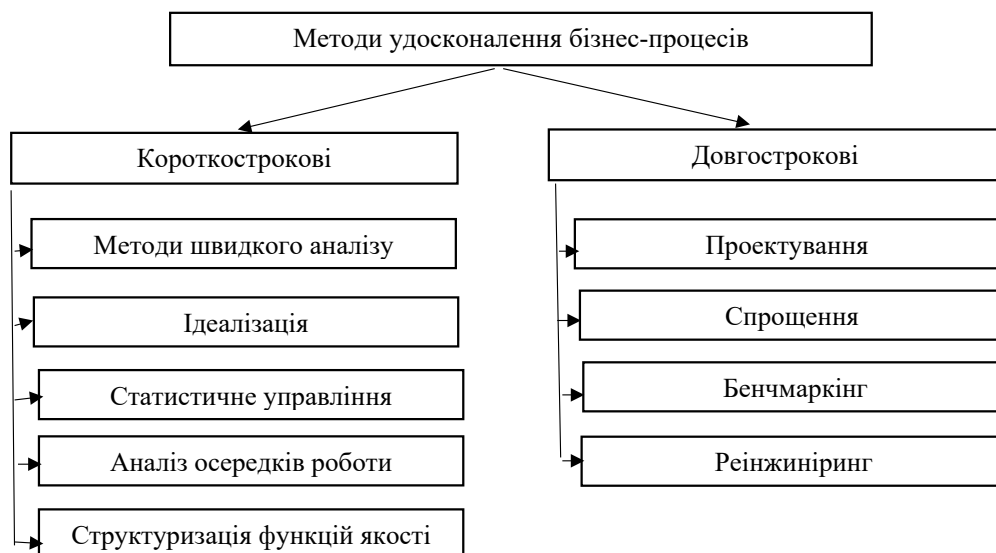 Методи удосконалення бізнес-процесів
Короткострокові
Методи швидкого аналізу
Ідеалізація
Статистичне управління
Аналіз осередків роботи
Структуризація функцій якості
Довгострокові
Проектування
Спрощення
Бенчмаркінг
Реінжиніринг